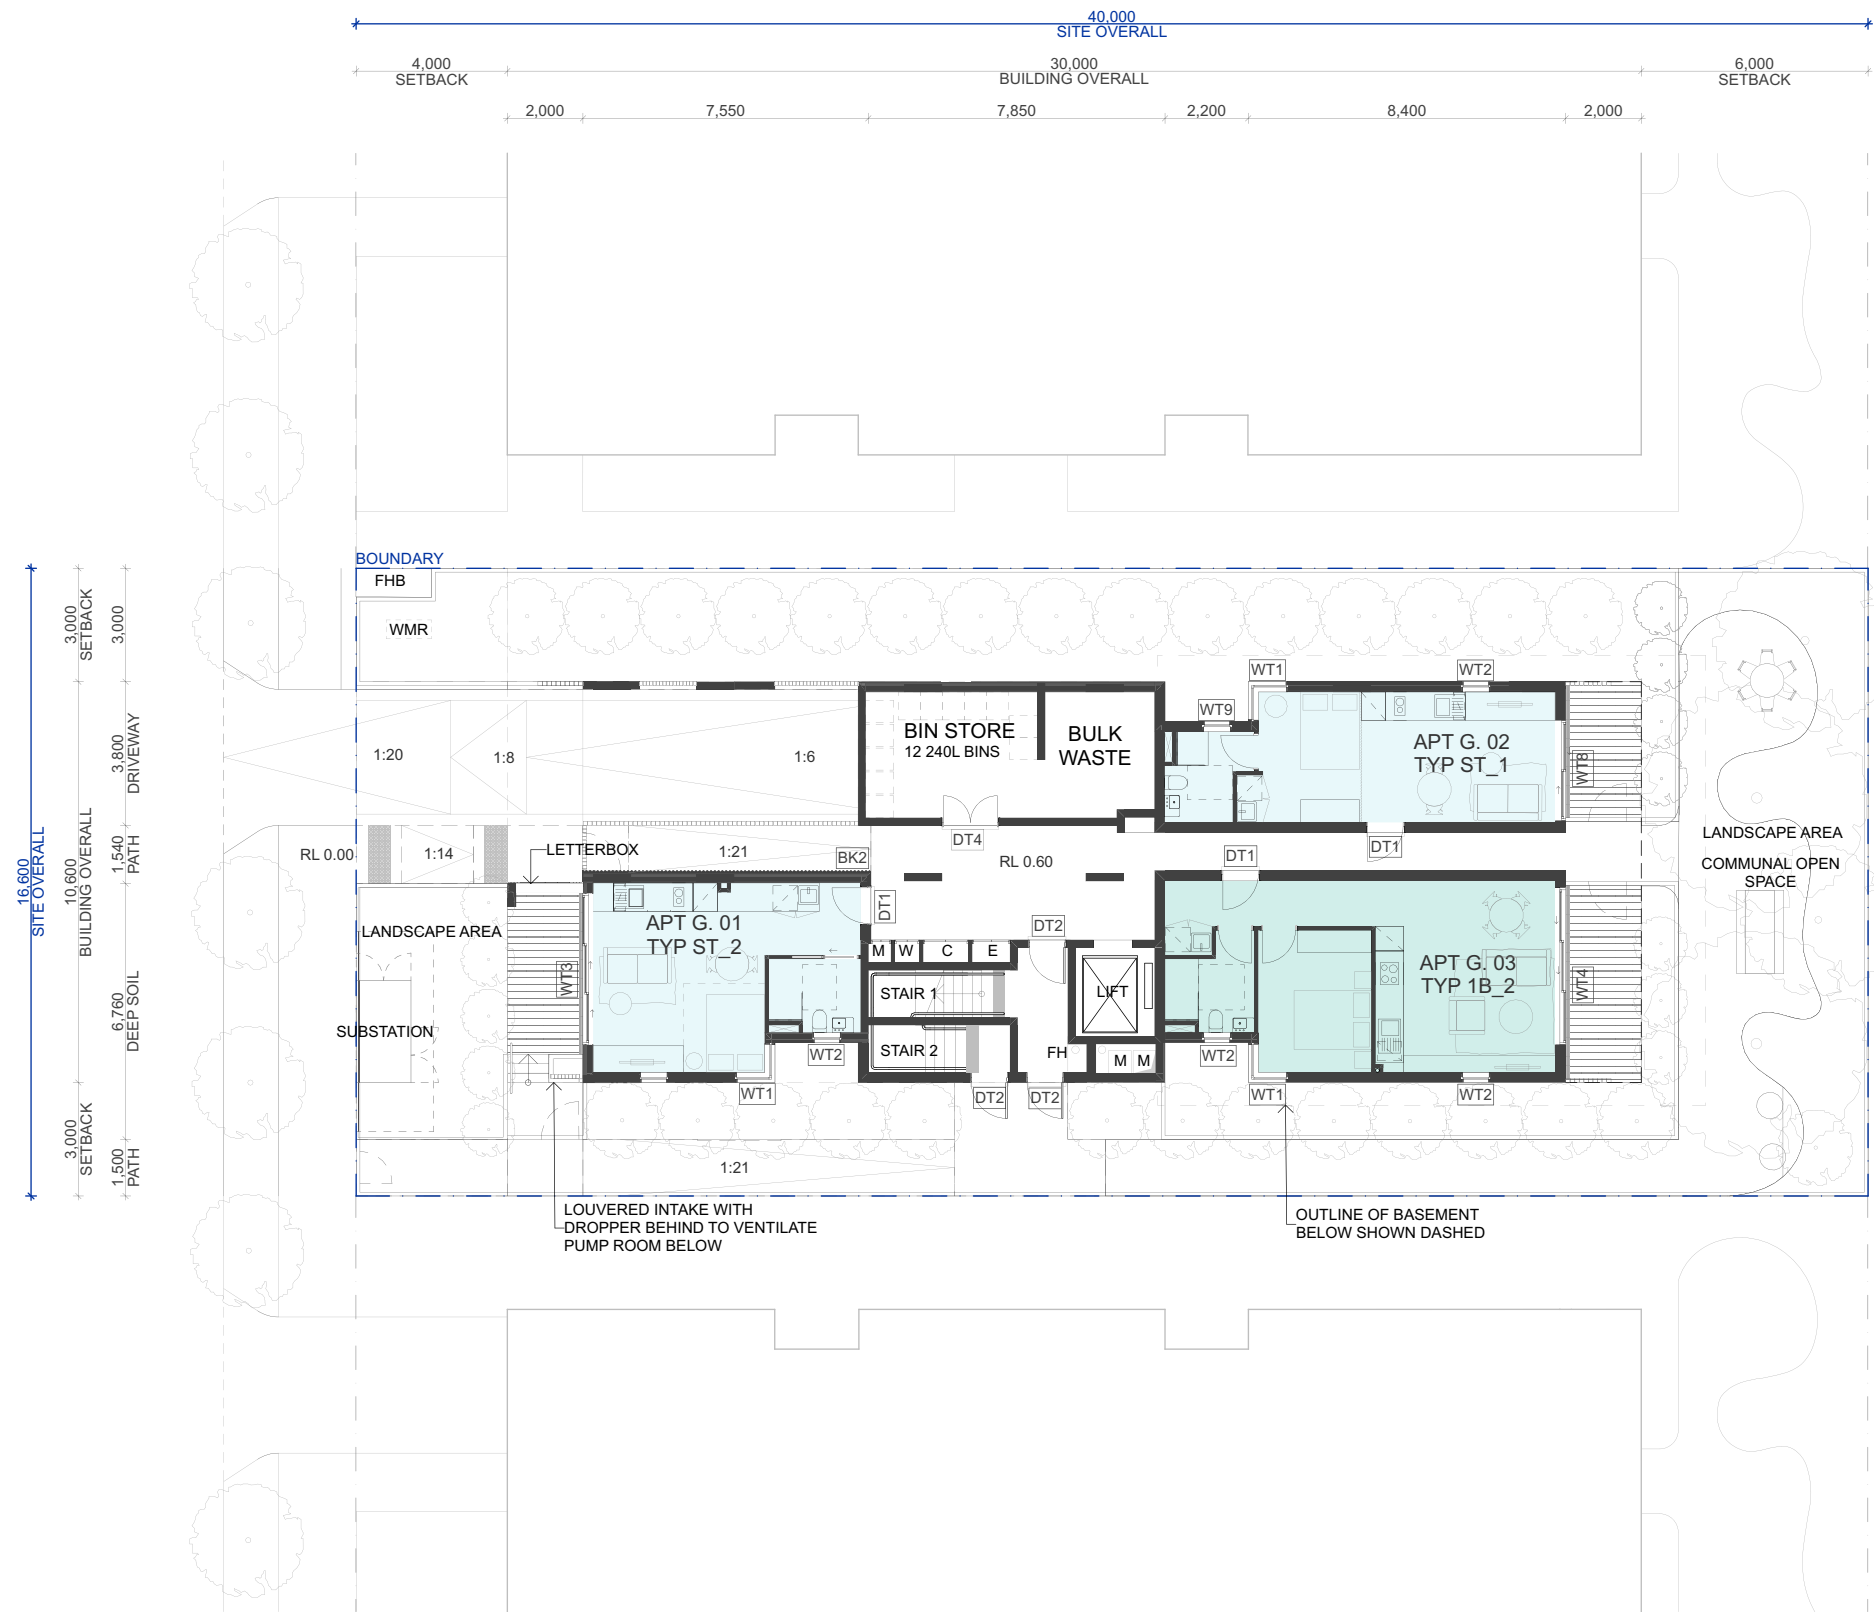 40,000
SITE OVERALL
4,000
SETBACK
30,000
BUILDING OVERALL
6,000
SETBACK
2,000
7,550
7,850
2,200
8,400
2,000
BOUNDARY
FHB
WMR
3,000
SETBACK
3,000
3,800
DRIVEWAY
16,600
SITE OVERALL
10,600
BUILDING OVERALL
1,540
PATH
6,760
DEEP SOIL
3,000
SETBACK
1,500
PATH
1:20
1:8
1:6
BIN STORE
12 240L BINS
BULK
WASTE
WT1
WT2
WT9
APT G. 02
TYP ST_1
WT8
RL 0.00
1:14
LETTERBOX
1:21
BK2
DT4
RL 0.60
DT1
DT1
LANDSCAPE AREA
COMMUNAL OPEN
SPACE
LANDSCAPE AREA
APT G. 01
TYP ST_2
DT1
WT3
M
W
C
E
DT2
STAIR 1
LIFT
APT G. 03
TYP 1B_2
WT4
SUBSTATION
STAIR 2
FH
M
M
WT2
WT2
WT1
DT2
DT2
WT1
WT2
1:21
LOUVERED INTAKE WITH
DROPPER BEHIND TO VENTILATE
PUMP ROOM BELOW
OUTLINE OF BASEMENT
BELOW SHOWN DASHED